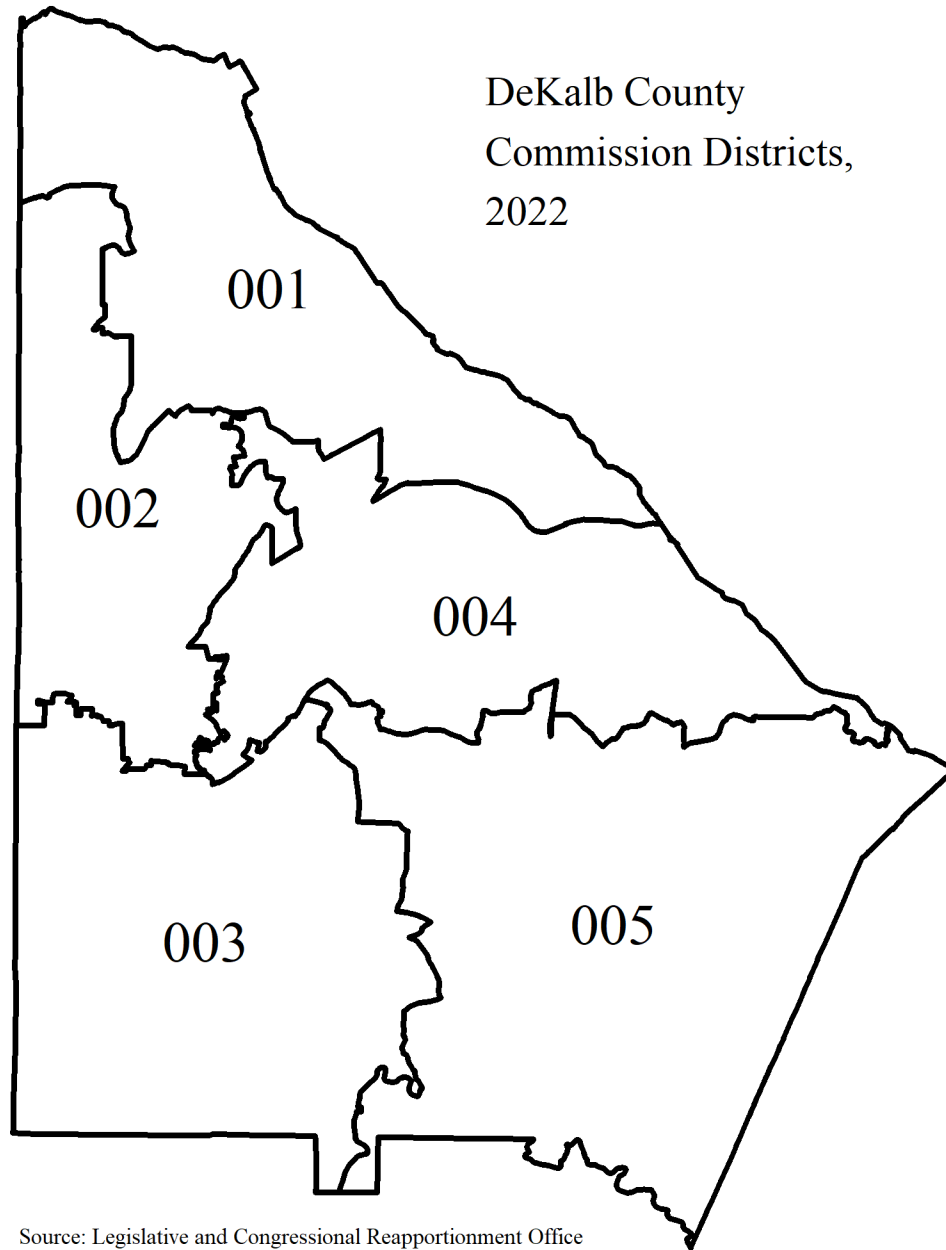 DeKalb County
Commission Districts,
2022
001
002
004
005
003
Source: Legislative and Congressional Reapportionment Office